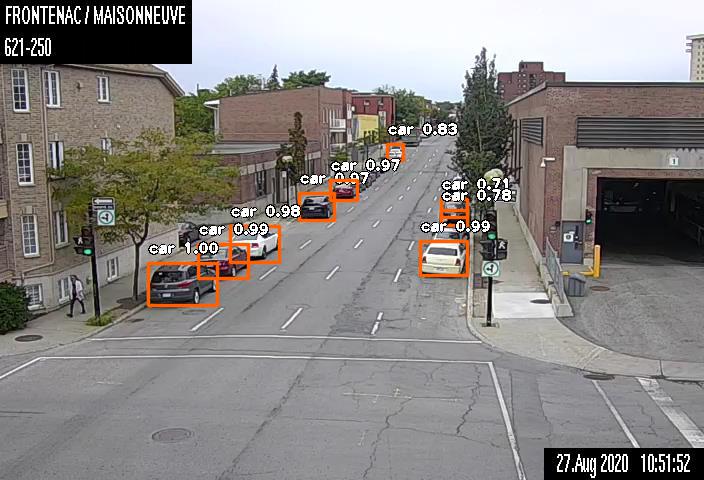 FRONTENAC / MAISONNEUVE
621-250
car 0.83
car 0.97
car 0.97
car 0.71
car 0.78
car 0.98
car 0.99
car 0.99
car 1.00
1
27.Aug 2020 10:51:52